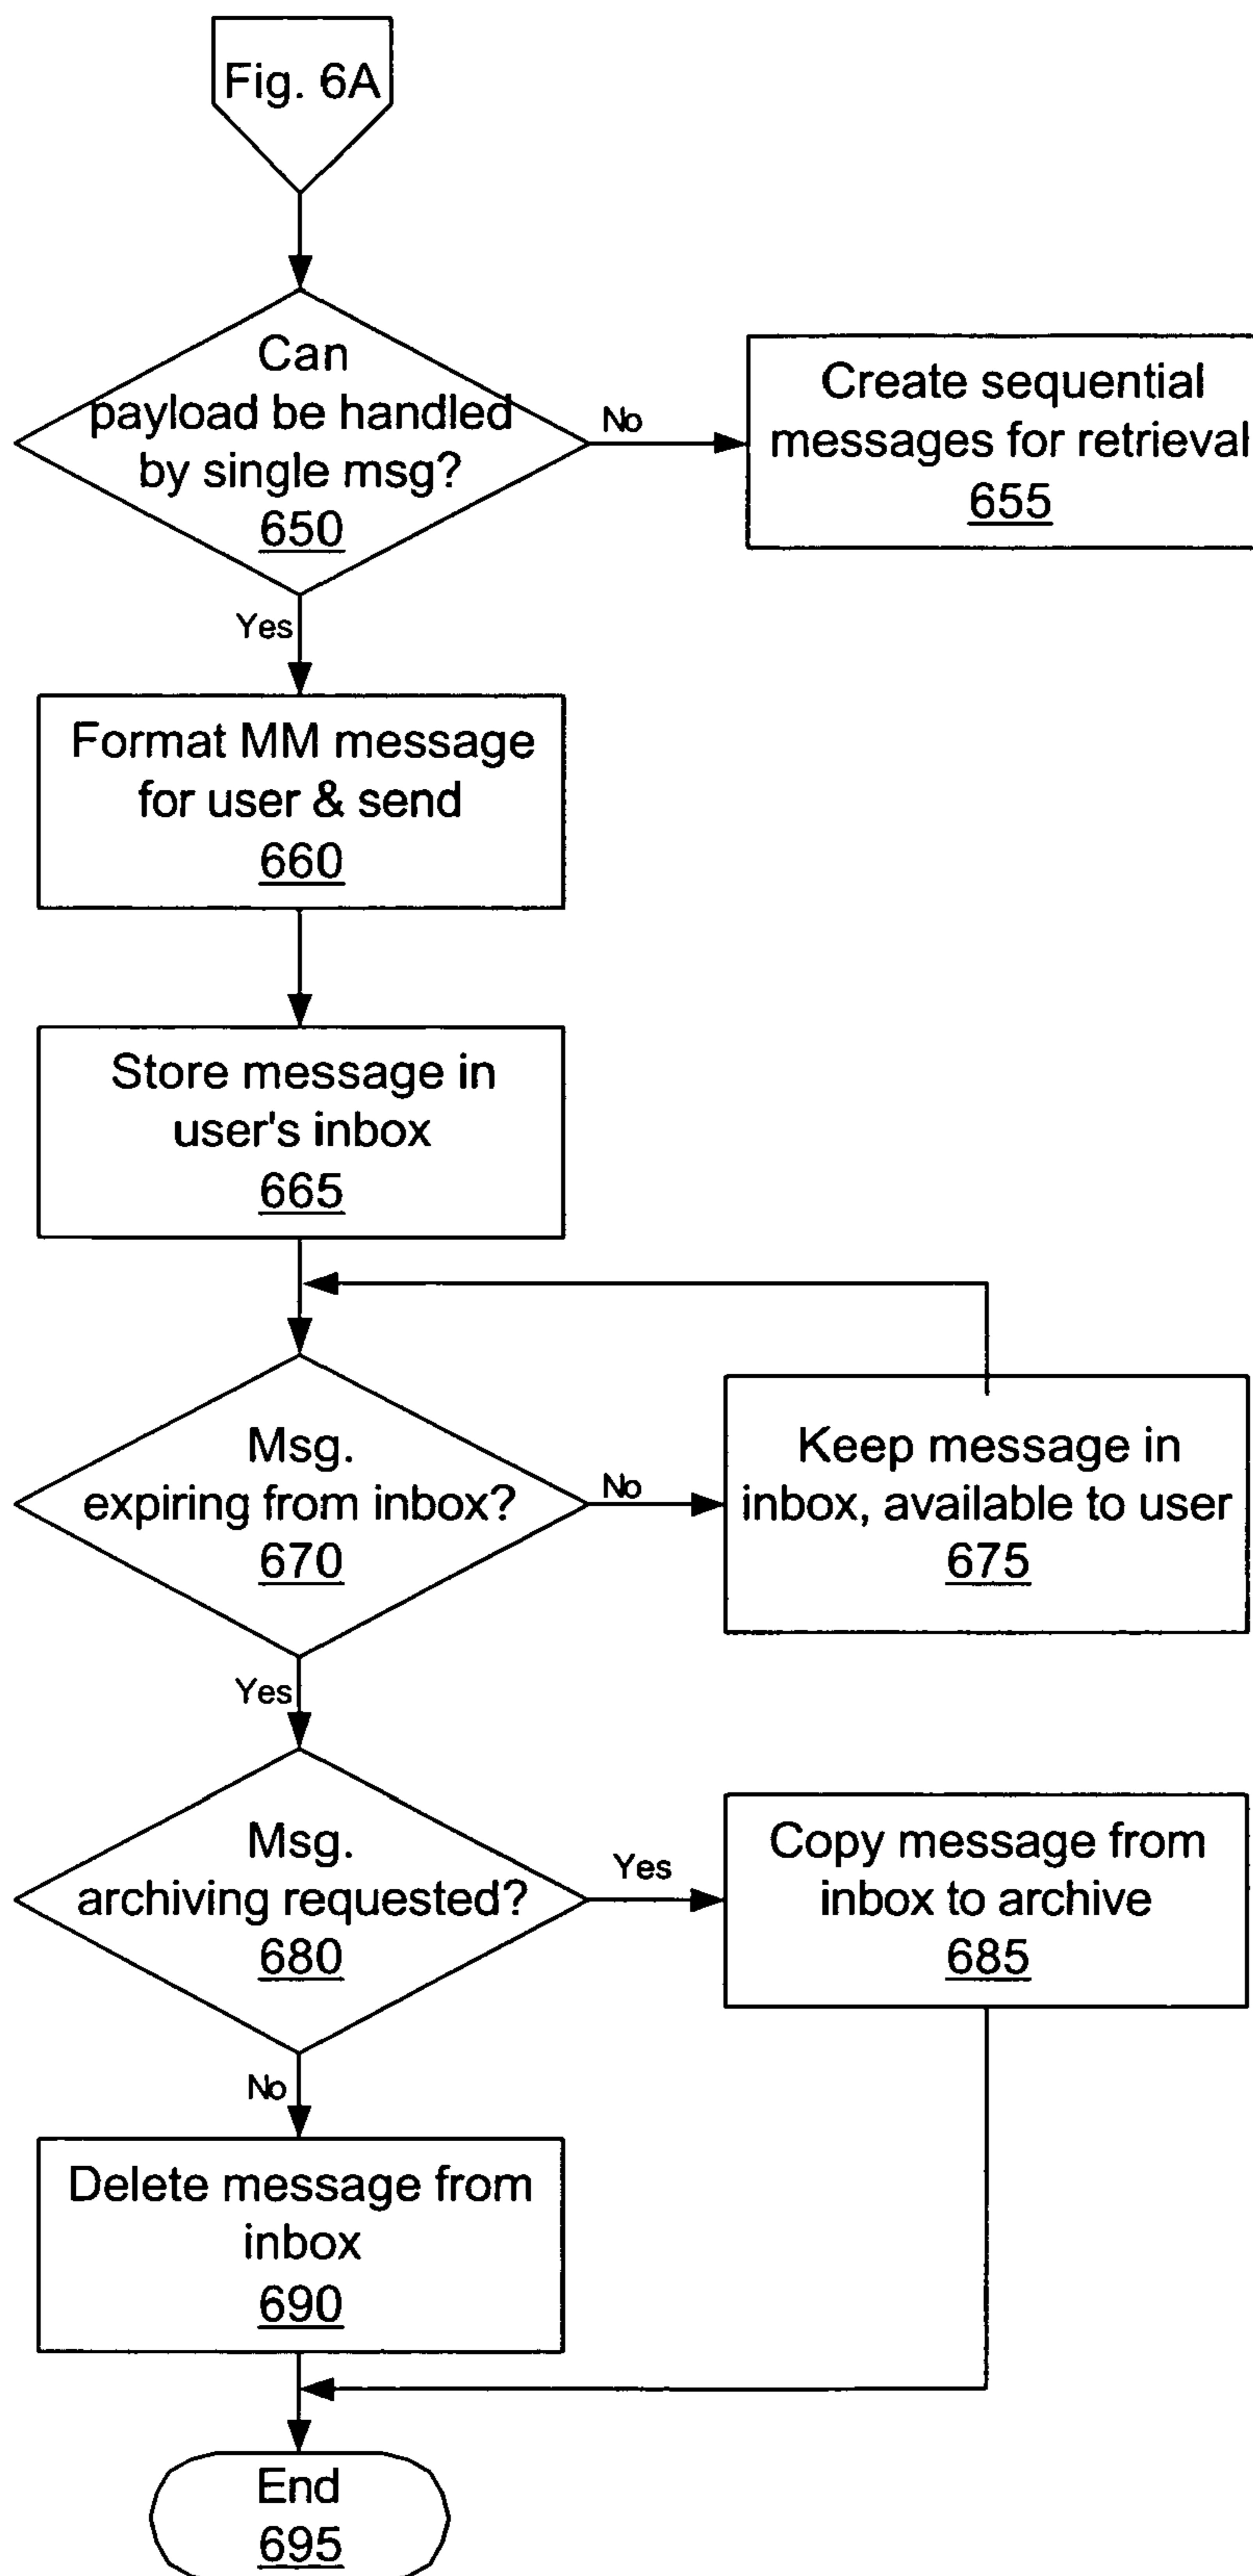 Fig. 6A
Can
payload be handled
by single msg?
650
No
Create sequential
messages for retrieval
655
Yes
Format MM message
for user & send
660
Store message in
user's inbox
665
Msg.
expiring from inbox?
670
No
Keep message in
inbox, available to user
675
Yes
Msg.
archiving requested?
680
Yes
Copy message from
inbox to archive
685
No
Delete message from
inbox
690
End
695